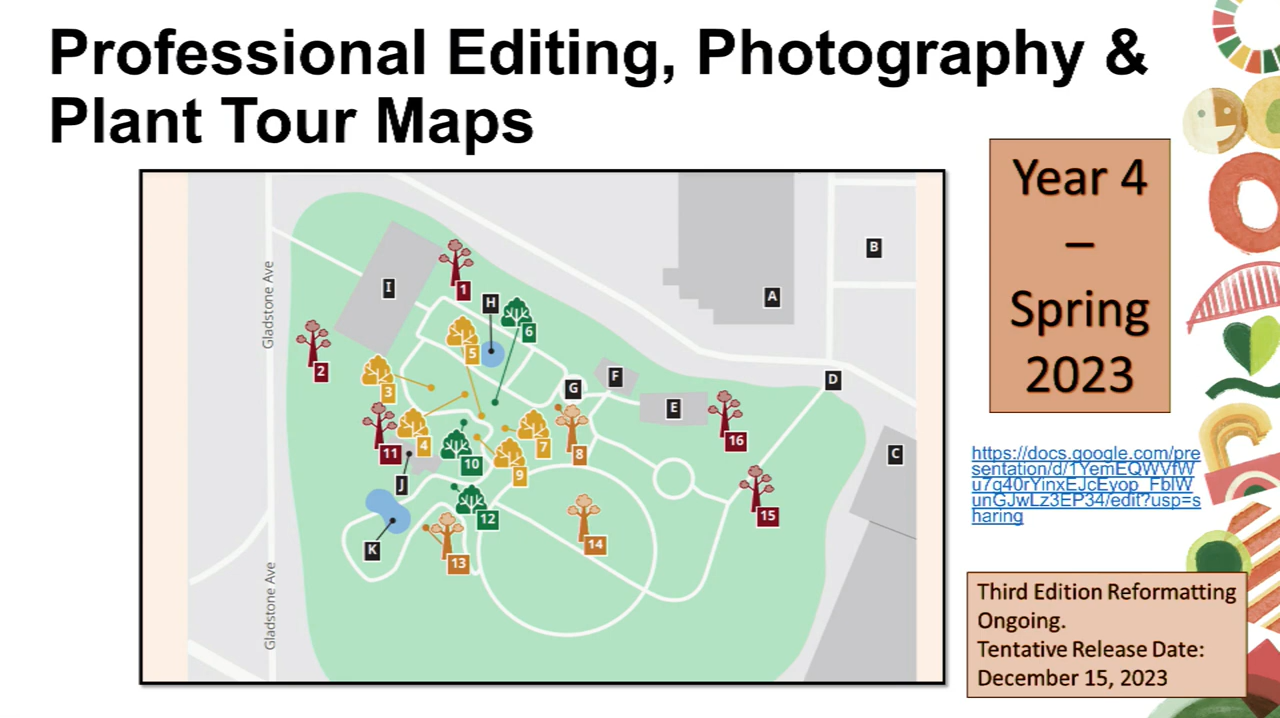 Professional Editing, Photography &
Plant Tour Maps
Year 4
–
Spring
2023
https://docs.google.com/pre
sentation/d/1YemEQWVfW
u7q40rYinxEJcEyop_FbIW
unGJwLz3EP34/edit?usp=s
haring
Third Edition Reformatting
Ongoing.
Tentative Release Date:
December 15, 2023
Gladstone Ave
Gladstone Ave
A
B
C
D
E
F
G
H
I
J
K
1
2
3
4
5
6
7
8
9
10
11
12
13
14
15
16